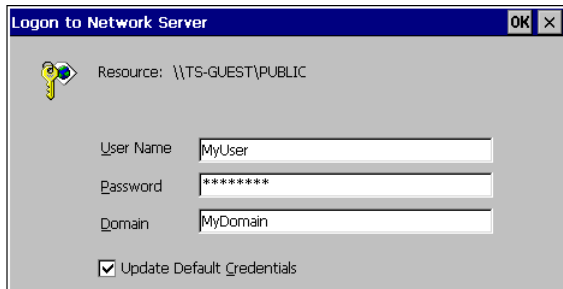 Logon to Network Server OK ×
Resource: \\TS-GUEST\PUBLIC
User Name MyUser
Password ********
Domain MyDomain
Update Default Credentials